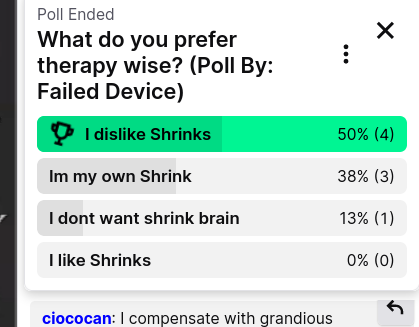 Poll Ended
What do you prefer
therapy wise? (Poll By:
Failed Device)
I dislike Shrinks 50% (4)
Im my own Shrink 38% (3)
I dont want shrink brain 13% (1)
I like Shrinks 0% (0)
ciococan: I compensate with grandious